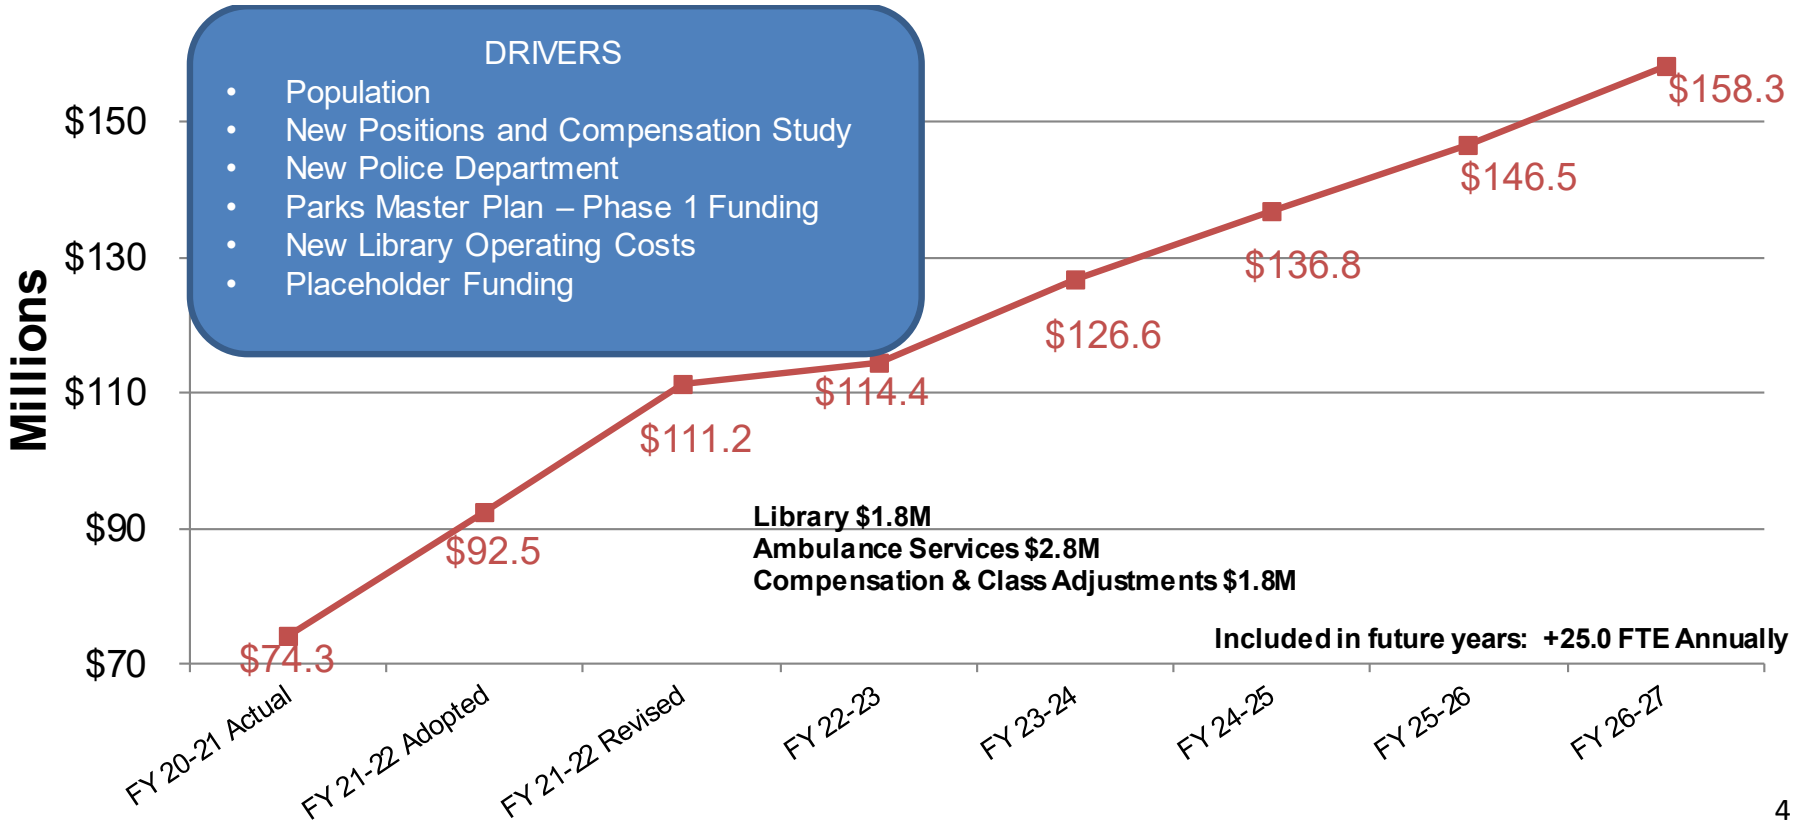 DRIVERS
• Population
• New Positions and Compensation Study
• New Police Department
• Parks Master Plan – Phase 1 Funding
• New Library Operating Costs
• Placeholder Funding
Millions
$150
$130
$110
$90
$70
$74.3
$92.5
$111.2
$114.4
$126.6
$136.8
$146.5
$158.3
Library $1.8M
Ambulance Services $2.8M
Compensation & Class Adjustments $1.8M
Included in future years: +25.0 FTE Annually
FY 20-21 Actual
FY 21-22 Adopted
FY 21-22 Revised
FY 22-23
FY 23-24
FY 24-25
FY 25-26
FY 26-27
4